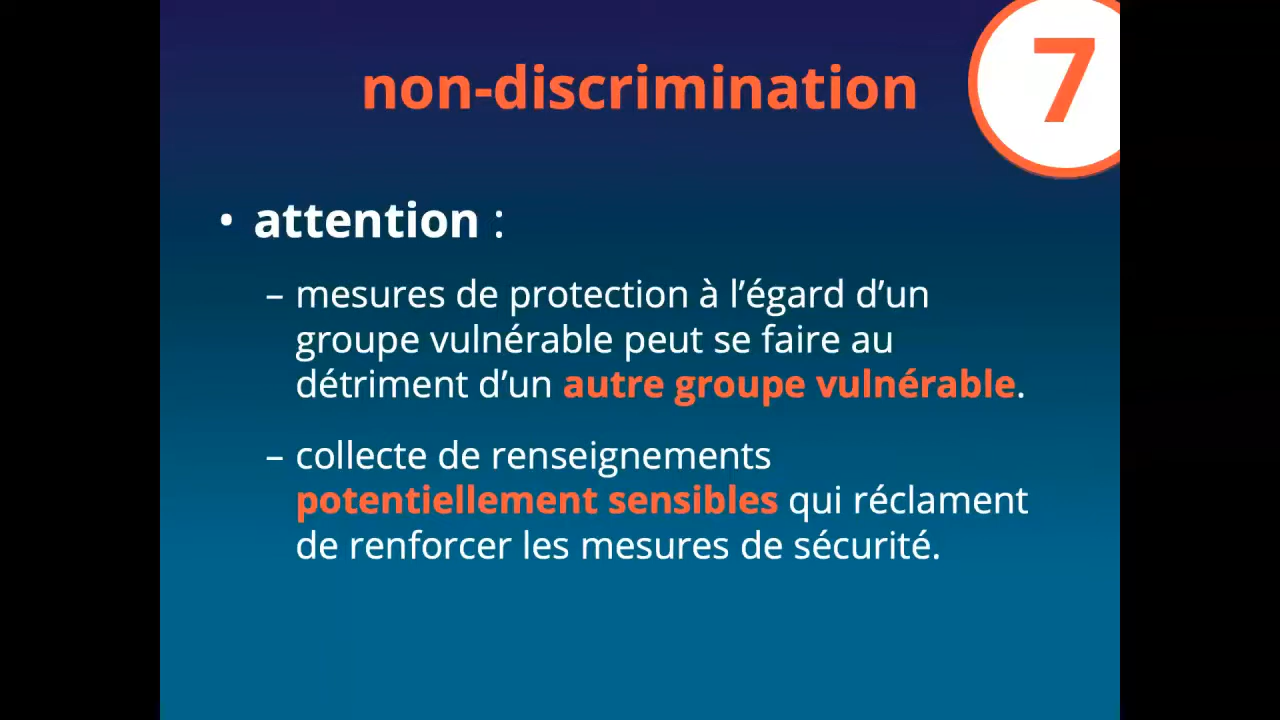 7
non-discrimination
• attention :
– mesures de protection à l’égard d’un
groupe vulnérable peut se faire au
détriment d’un autre groupe vulnérable.
– collecte de renseignements
potentiellement sensibles qui réclament
de renforcer les mesures de sécurité.